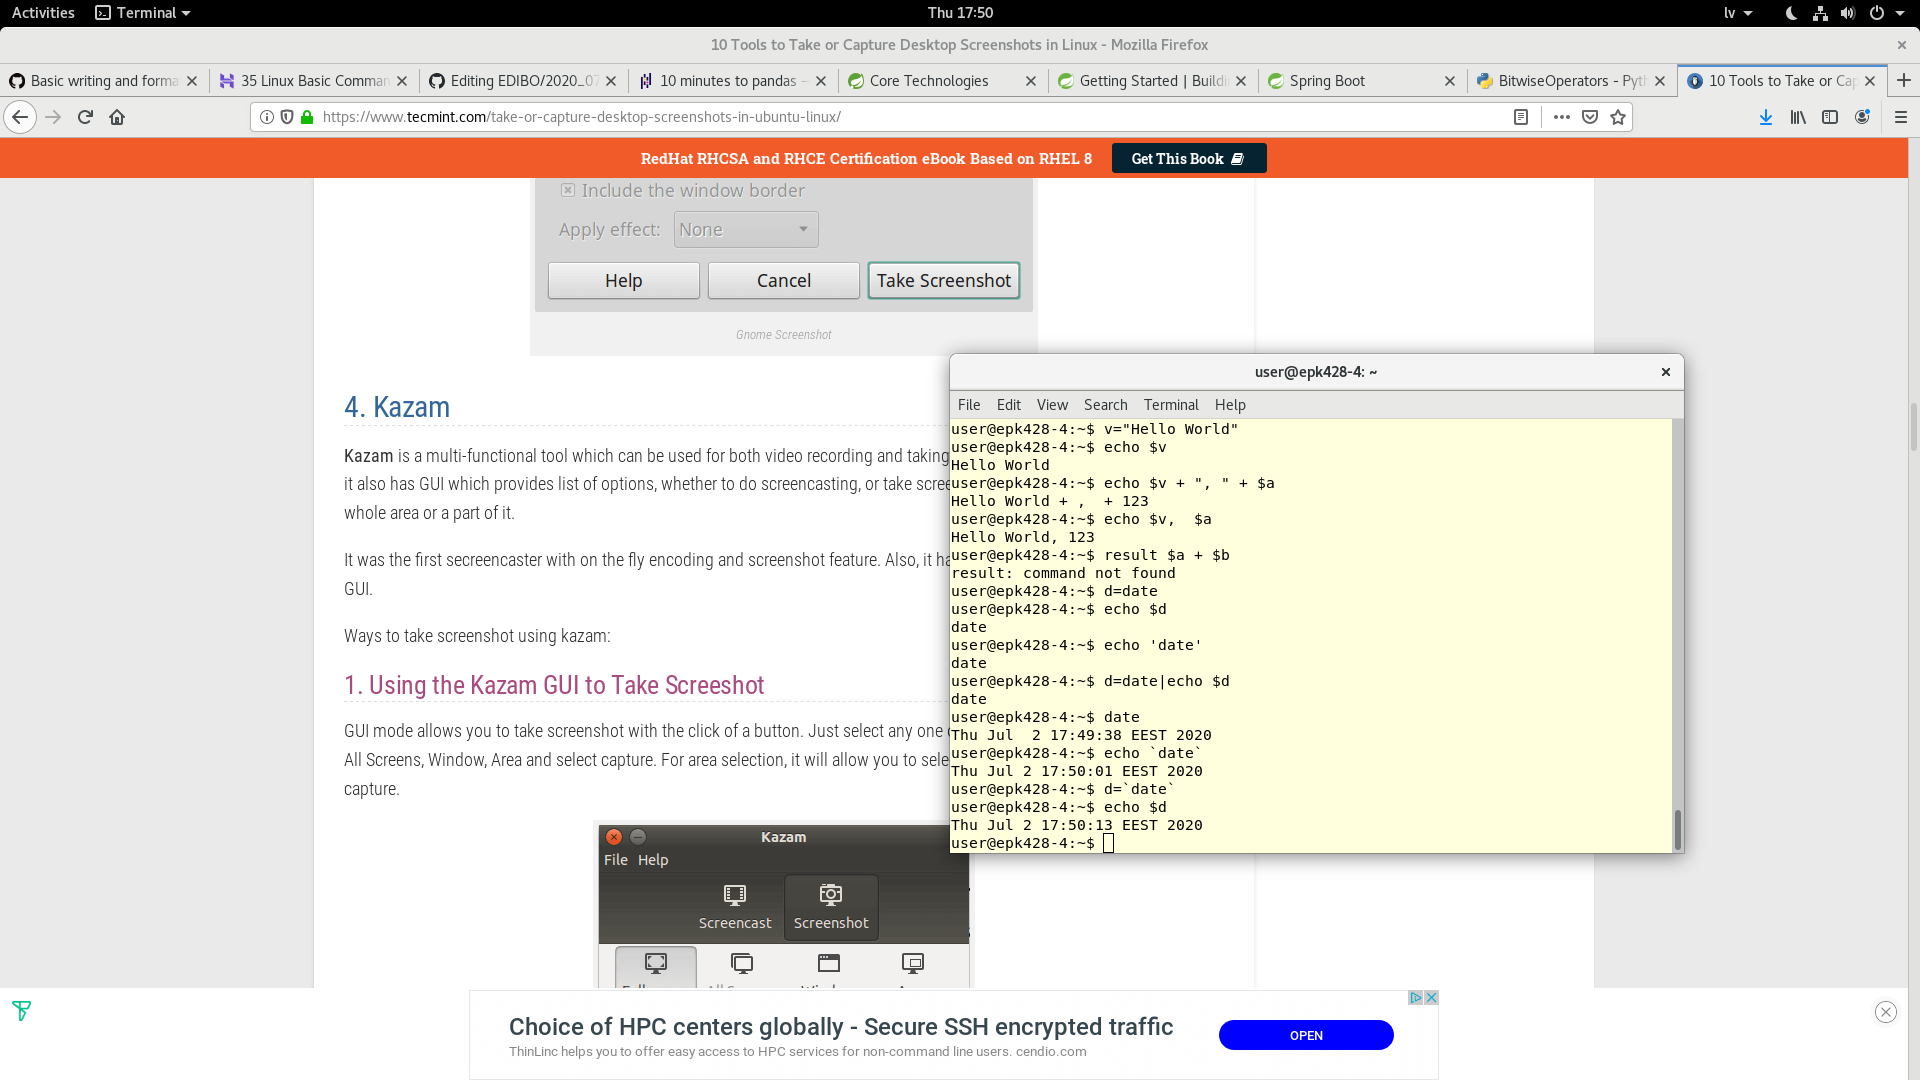 Activities
Terminal
Thu 17:50
lv
10 Tools to Take or Capture Desktop Screenshots in Linux - Mozilla Firefox
Basic writing and forma
35 Linux Basic Comman
Editing EDIBO/2020_07
10 minutes to pandas –
Core Technologies
Getting Started | Buildi
Spring Boot
BitwiseOperators - Pyth
10 Tools to Take or Cap
https://www.tecmint.com/take-or-capture-desktop-screenshots-in-ubuntu-linux/
RedHat RHCSA and RHCE Certification eBook Based on RHEL 8
Get This Book
Include the window border
Apply effect: None
Help
Cancel
Take Screenshot
Gnome Screenshot
4. Kazam
Kazam is a multi-functional tool which can be used for both video recording and taking
it also has GUI which provides list of options, whether to do screencasting, or take scree
whole area or a part of it.
It was the first secreencaster with on the fly encoding and screenshot feature. Also, it ha
GUI.
Ways to take screenshot using kazam:
1. Using the Kazam GUI to Take Screeshot
GUI mode allows you to take screenshot with the click of a button. Just select any one
All Screens, Window, Area and select capture. For area selection, it will allow you to sele
capture.
Kazam
File Help
Screencast
Screenshot
user@epk428-4: ~
File Edit View Search Terminal Help
user@epk428-4:~$ v="Hello World"
user@epk428-4:~$ echo $v
Hello World
user@epk428-4:~$ echo $v + ", " + $a
Hello World + ,  + 123
user@epk428-4:~$ echo $v,  $a
Hello World, 123
user@epk428-4:~$ result $a + $b
result: command not found
user@epk428-4:~$ d=date
user@epk428-4:~$ echo $d
date
user@epk428-4:~$ echo 'date'
date
user@epk428-4:~$ d=date|echo $d
date
user@epk428-4:~$ date
Thu Jul  2 17:49:38 EEST 2020
user@epk428-4:~$ echo `date`
Thu Jul 2 17:50:01 EEST 2020
user@epk428-4:~$ d=`date`
user@epk428-4:~$ echo $d
Thu Jul 2 17:50:13 EEST 2020
user@epk428-4:~$
Choice of HPC centers globally - Secure SSH encrypted traffic
ThinLinc helps you to offer easy access to HPC services for non-command line users. cendio.com
OPEN